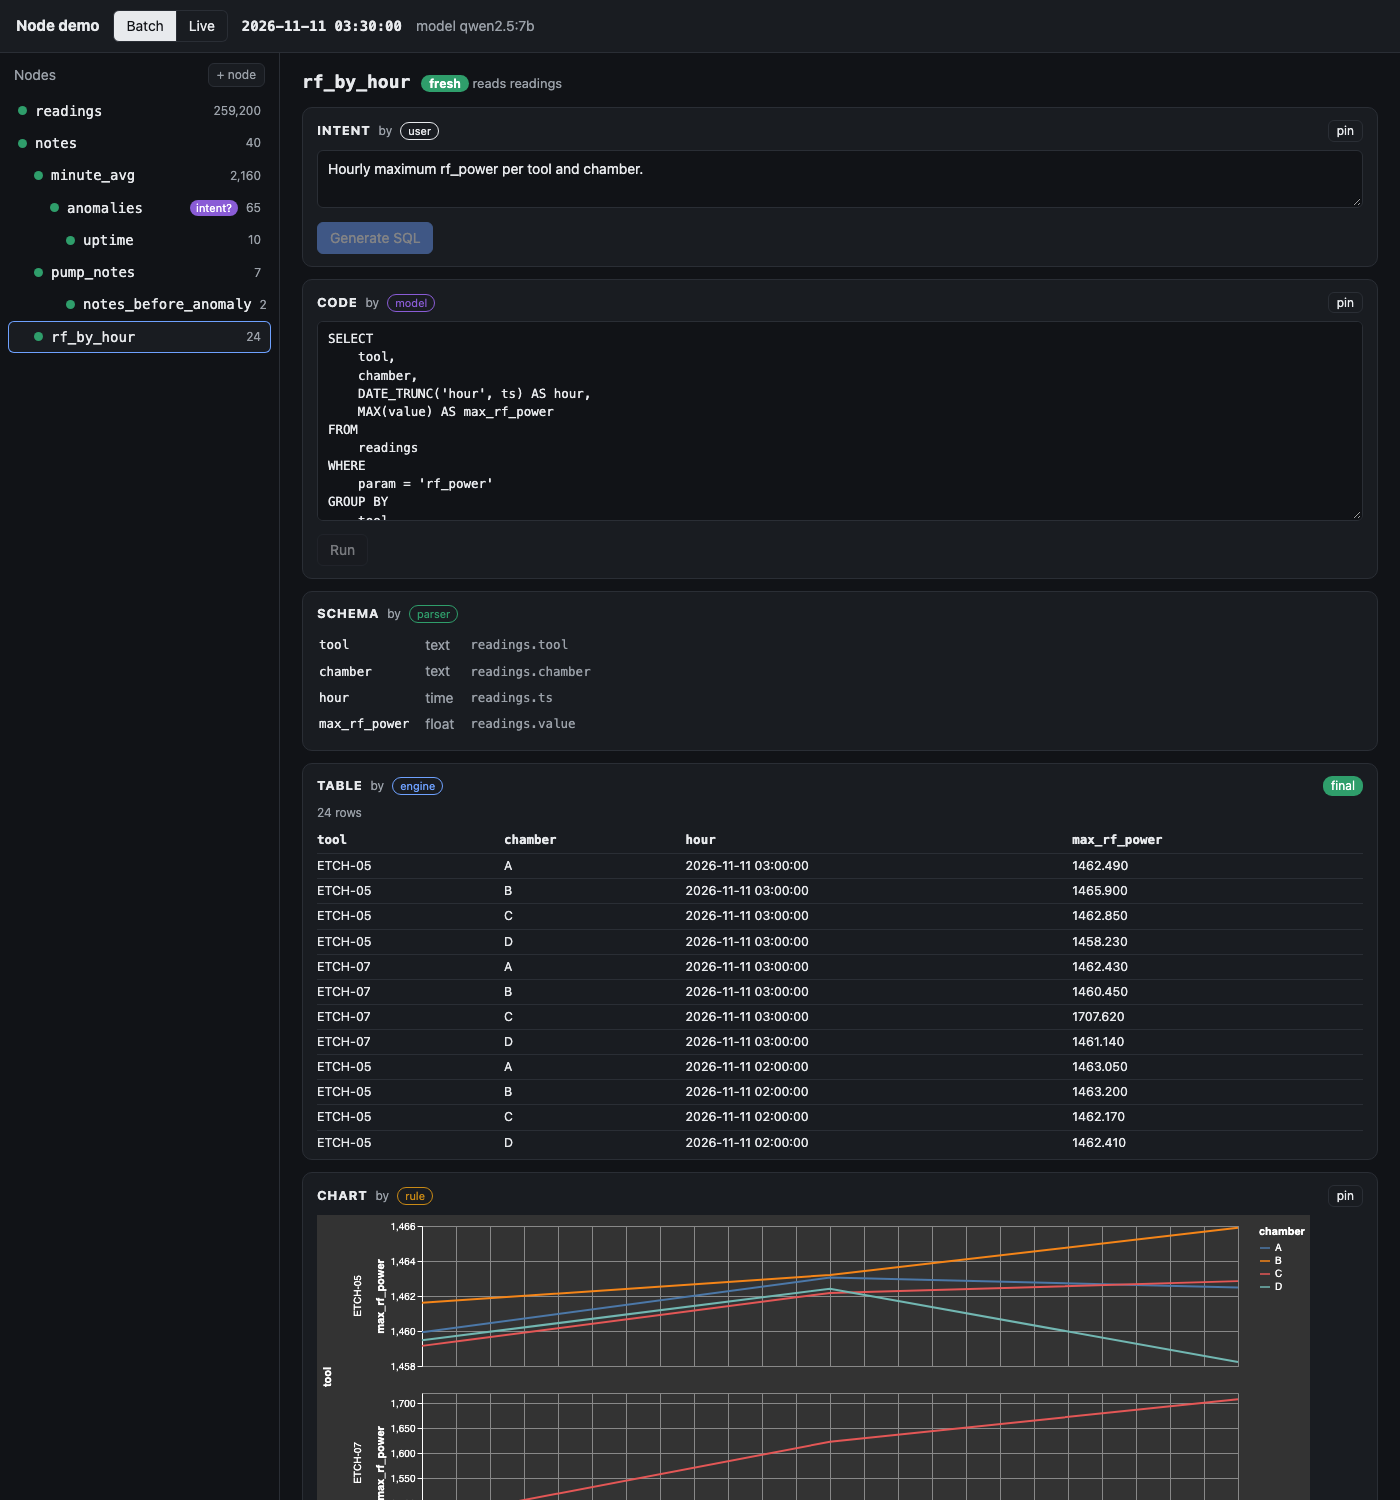 Node demo Batch Live 2026-11-11 03:30:00 model qwen2.5:7b
Nodes + node
readings 259,200
notes 40
minute_avg 2,160
anomalies intent? 65
uptime 10
pump_notes 7
notes_before_anomaly 2
rf_by_hour 24
rf_by_hour fresh reads readings
INTENT by user pin
Hourly maximum rf_power per tool and chamber.
Generate SQL
CODE by model pin
SELECT
    tool,
    chamber,
    DATE_TRUNC('hour', ts) AS hour,
    MAX(value) AS max_rf_power
FROM
    readings
WHERE
    param = 'rf_power'
GROUP BY
    tool
Run
SCHEMA by parser
tool text readings.tool
chamber text readings.chamber
hour time readings.ts
max_rf_power float readings.value
TABLE by engine final
24 rows
tool chamber hour max_rf_power
ETCH-05 A 2026-11-11 03:00:00 1462.490
ETCH-05 B 2026-11-11 03:00:00 1465.900
ETCH-05 C 2026-11-11 03:00:00 1462.850
ETCH-05 D 2026-11-11 03:00:00 1458.230
ETCH-07 A 2026-11-11 03:00:00 1462.430
ETCH-07 B 2026-11-11 03:00:00 1460.450
ETCH-07 C 2026-11-11 03:00:00 1707.620
ETCH-07 D 2026-11-11 03:00:00 1461.140
ETCH-05 A 2026-11-11 02:00:00 1463.050
ETCH-05 B 2026-11-11 02:00:00 1463.200
ETCH-05 C 2026-11-11 02:00:00 1462.170
ETCH-05 D 2026-11-11 02:00:00 1462.410
CHART by rule pin
1,466
1,464
1,462
1,460
1,458
max_rf_power
ETCH-05
tool
chamber
A
B
C
D
1,700
1,650
1,600
1,550
max_rf_power
ETCH-07